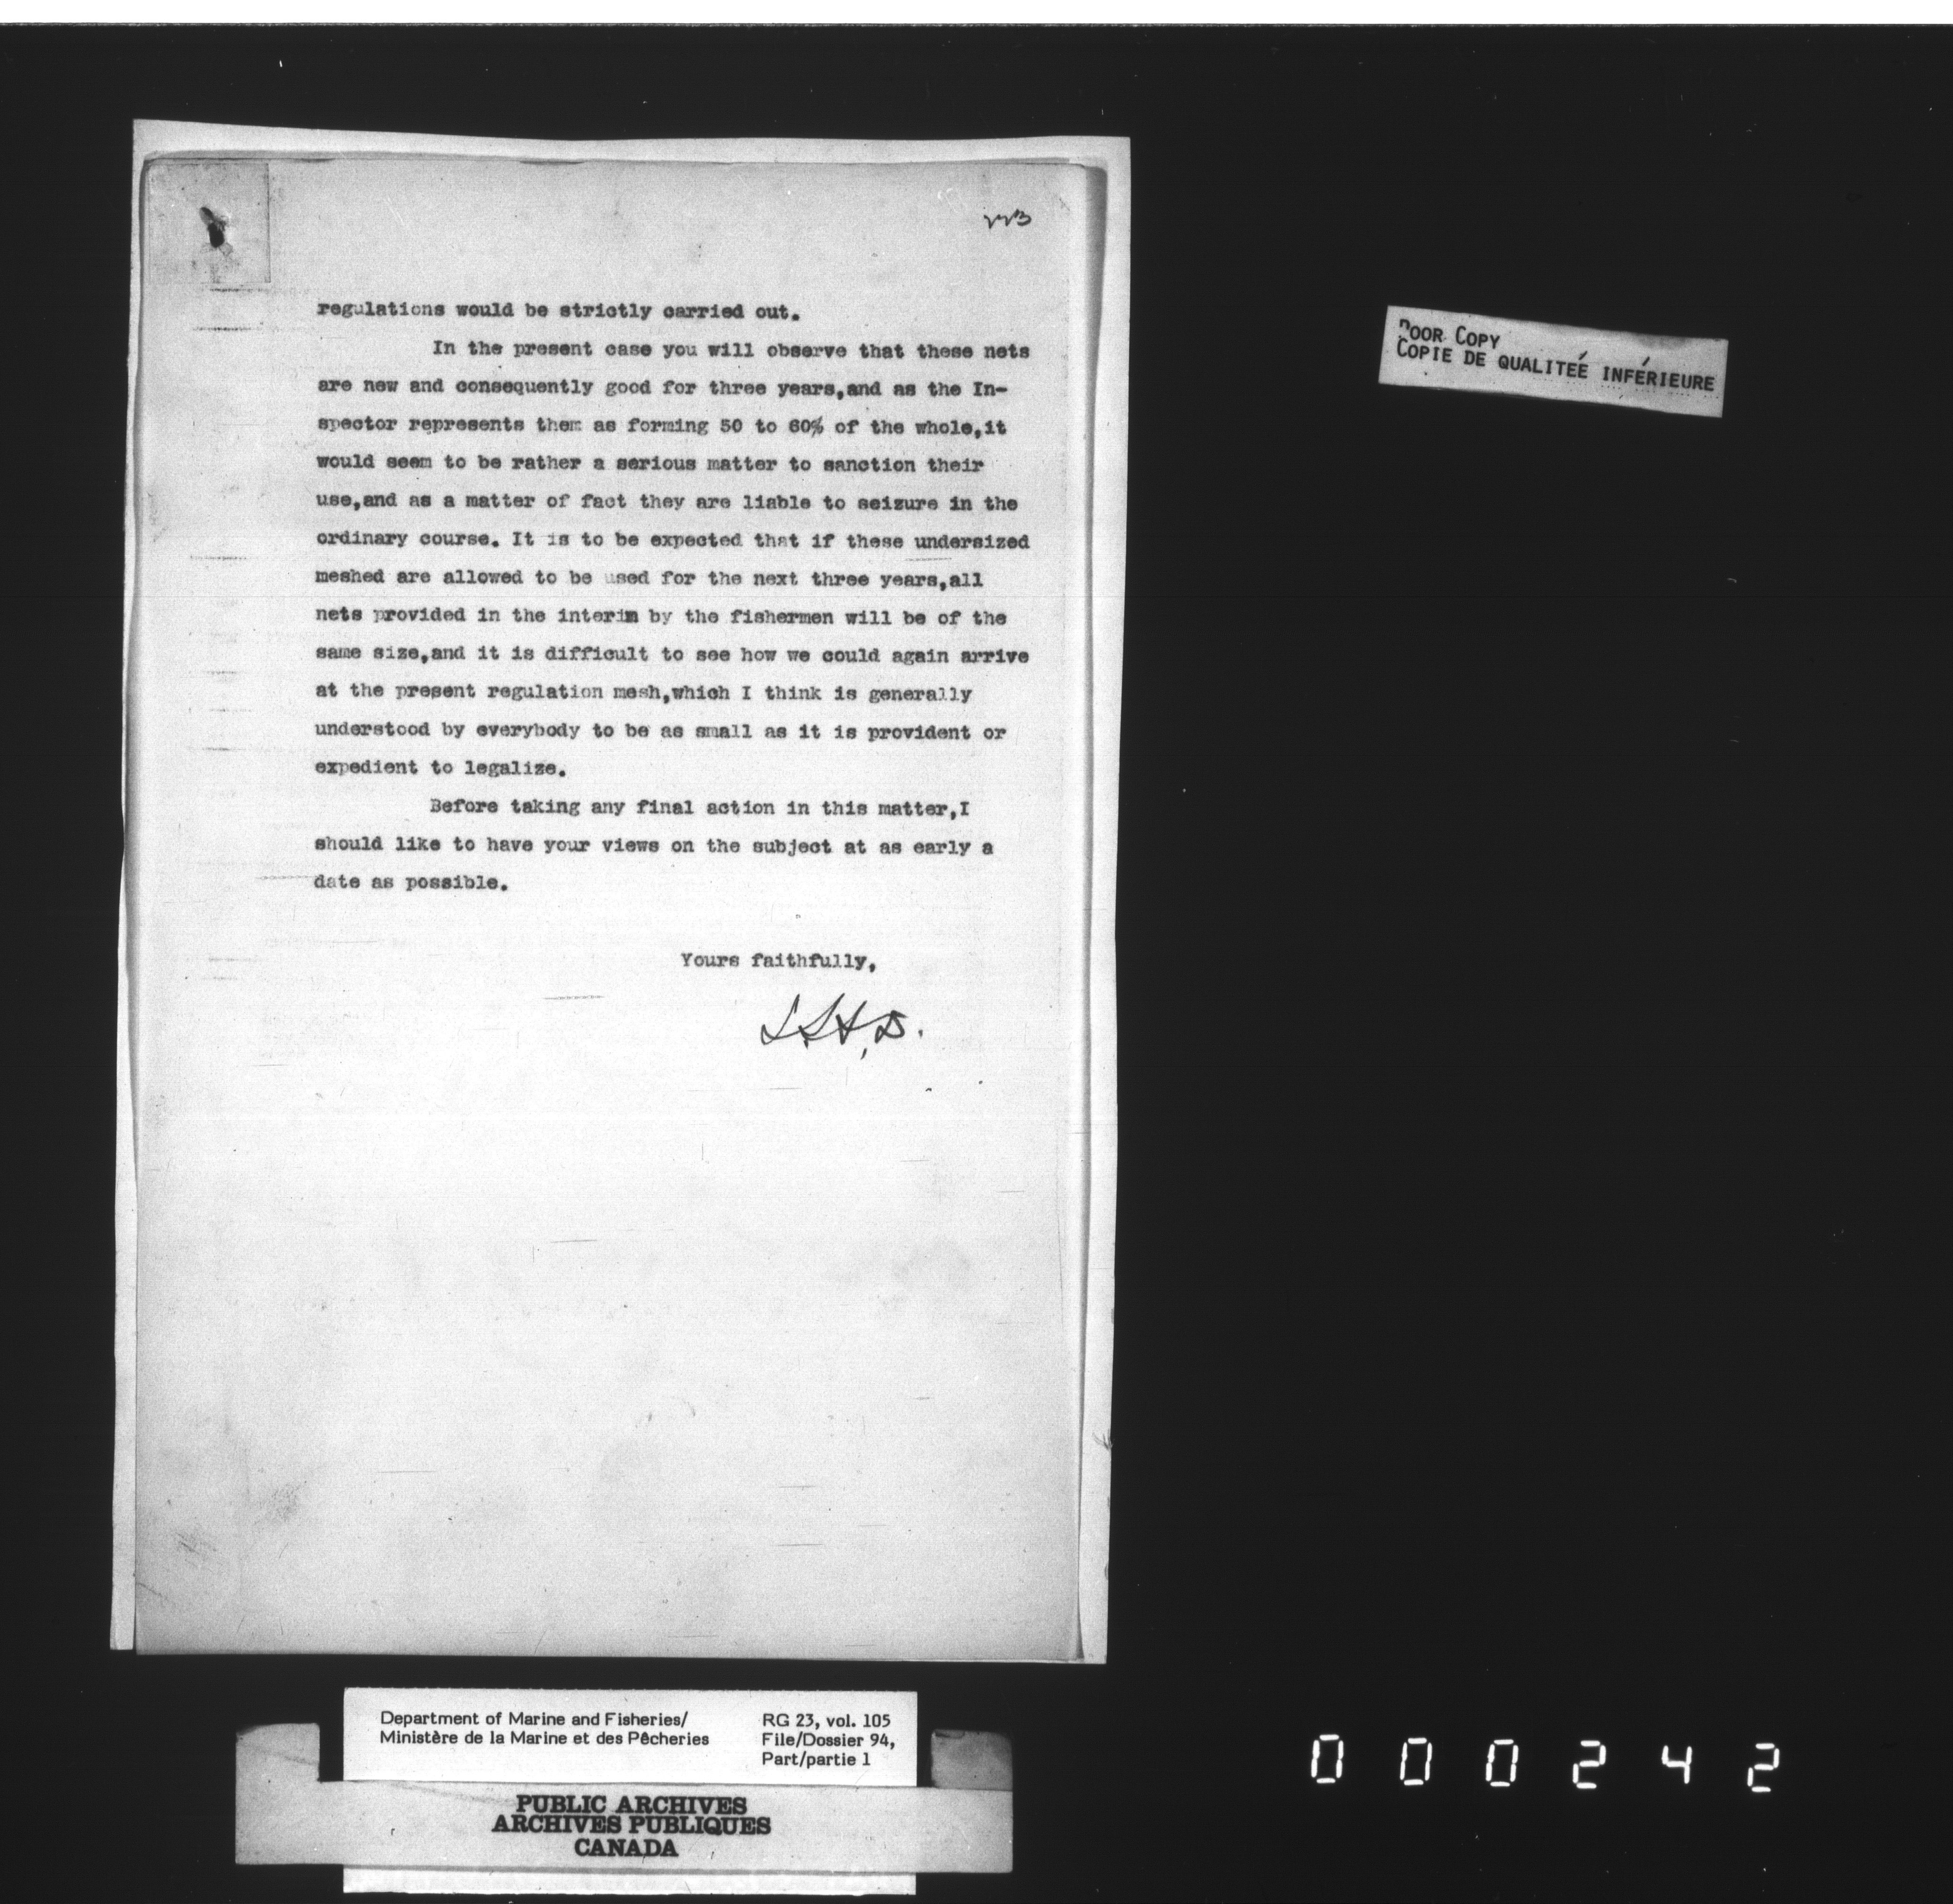 223
regulations would be strictly carried out.
In the present case you will observe that these nets
are new and consequently good for three years,and as the In-
spector represents them as forming 50 to 60% of the whole,it
would seem to be rather a serious matter to sanction their
use,and as a matter of fact they are liable to seizure in the
ordinary course. It is to be expected that if these undersized
meshed are allowed to be used for the next three years,all
nets provided in the interim by the fishermen will be of the
same size,and it is difficult to see how we could again arrive
at the present regulation mesh,which I think is generally
understood by everybody to be as small as it is provident or
expedient to legalize.
Before taking any final action in this matter,I
should like to have your views on the subject at as early a
date as possible.
Yours faithfully,
POOR COPY
COPIE DE QUALITEÉ INFÉRIEURE
Department of Marine and Fisheries/
Ministère de la Marine et des Pêcheries
RG 23, vol. 105
File/Dossier 94,
Part/partie 1
PUBLIC ARCHIVES
ARCHIVES PUBLIQUES
CANADA
000242